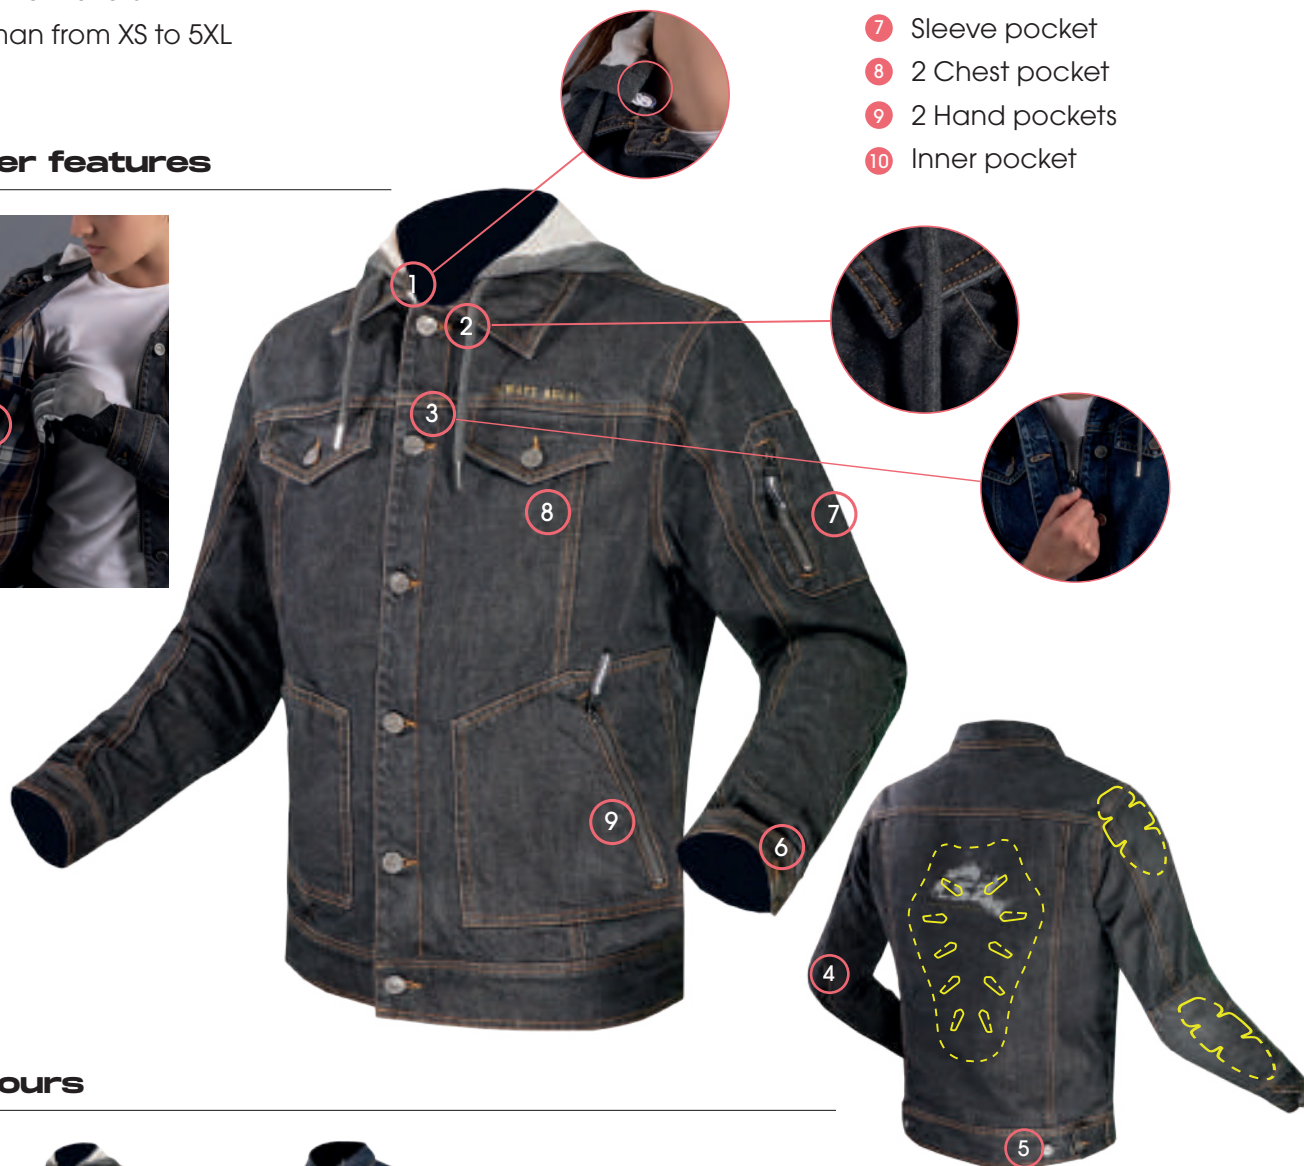 man from XS to 5XL
7 Sleeve pocket
8 2 Chest pocket
9 2 Hand pockets
10 Inner pocket
er features
1
2
3
8
7
9
6
4
5
ours